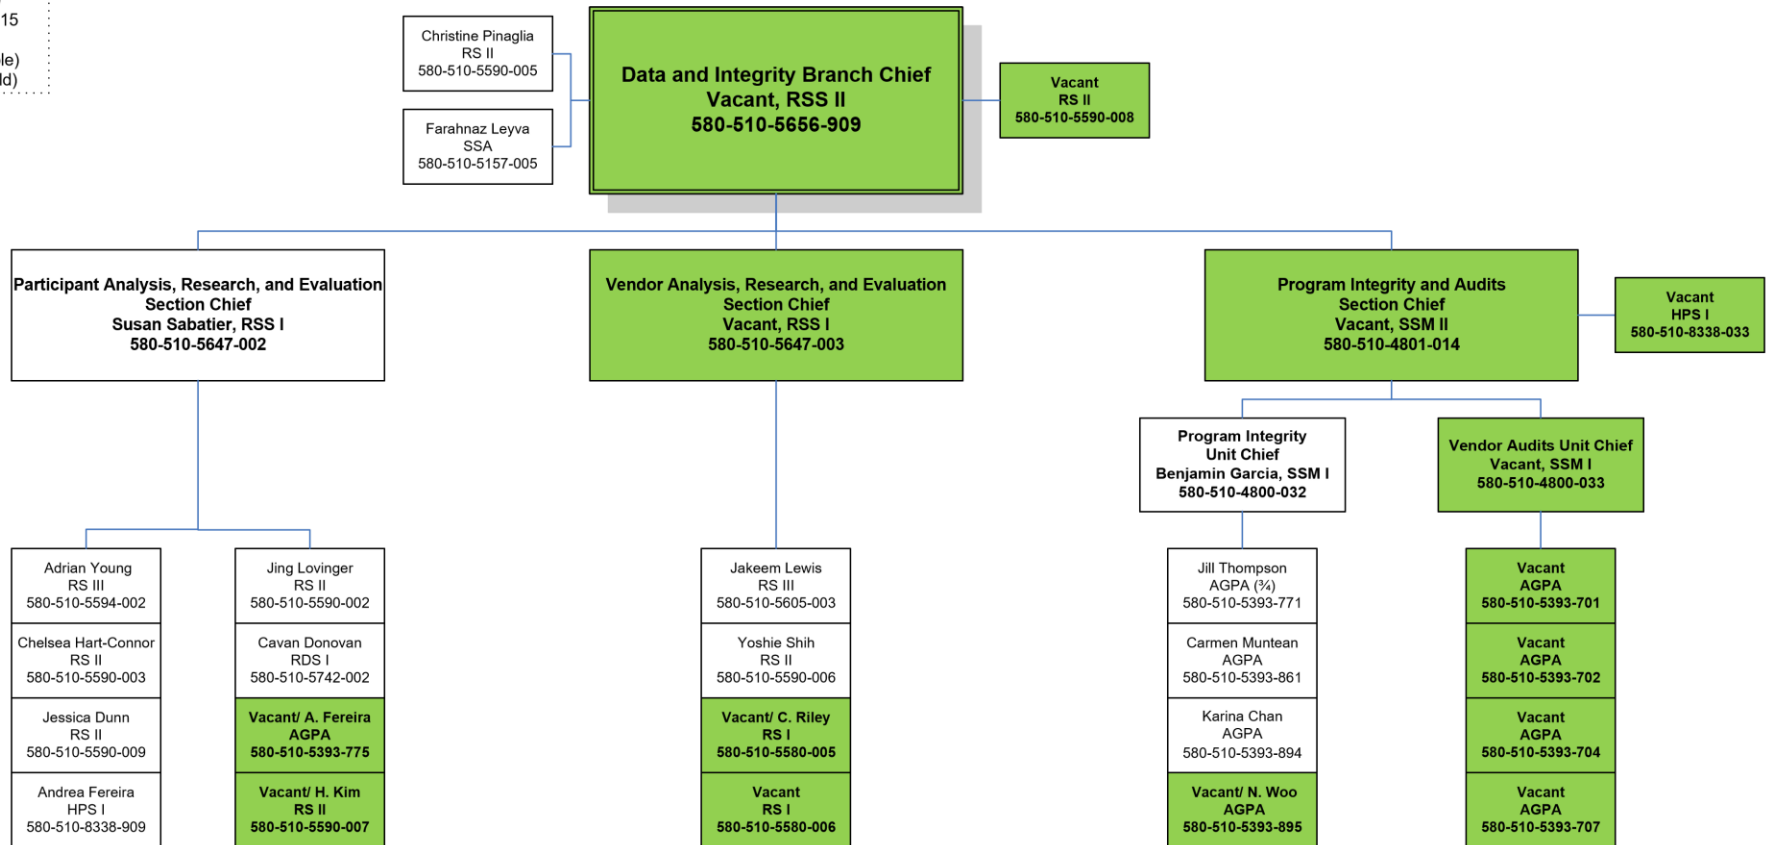 15
le)
ld)
Christine Pinaglia
RS II
580-510-5590-005
Farahnaz Leyva
SSA
580-510-5157-005
Data and Integrity Branch Chief
Vacant, RSS II
580-510-5656-909
Vacant
RS II
580-510-5590-008
Participant Analysis, Research, and Evaluation
Section Chief
Susan Sabatier, RSS I
580-510-5647-002
Vendor Analysis, Research, and Evaluation
Section Chief
Vacant, RSS I
580-510-5647-003
Program Integrity and Audits
Section Chief
Vacant, SSM II
580-510-4801-014
Vacant
HPS I
580-510-8338-033
Program Integrity
Unit Chief
Benjamin Garcia, SSM I
580-510-4800-032
Vendor Audits Unit Chief
Vacant, SSM I
580-510-4800-033
Adrian Young
RS III
580-510-5594-002
Chelsea Hart-Connor
RS II
580-510-5590-003
Jessica Dunn
RS II
580-510-5590-009
Andrea Fereira
HPS I
580-510-8338-909
Jing Lovinger
RS II
580-510-5590-002
Cavan Donovan
RDS I
580-510-5742-002
Vacant/ A. Fereira
AGPA
580-510-5393-775
Vacant/ H. Kim
RS II
580-510-5590-007
Jakeem Lewis
RS III
580-510-5605-003
Yoshie Shih
RS II
580-510-5590-006
Vacant/ C. Riley
RS I
580-510-5580-005
Vacant
RS I
580-510-5580-006
Jill Thompson
AGPA (¾)
580-510-5393-771
Carmen Muntean
AGPA
580-510-5393-861
Karina Chan
AGPA
580-510-5393-894
Vacant/ N. Woo
AGPA
580-510-5393-895
Vacant
AGPA
580-510-5393-701
Vacant
AGPA
580-510-5393-702
Vacant
AGPA
580-510-5393-704
Vacant
AGPA
580-510-5393-707